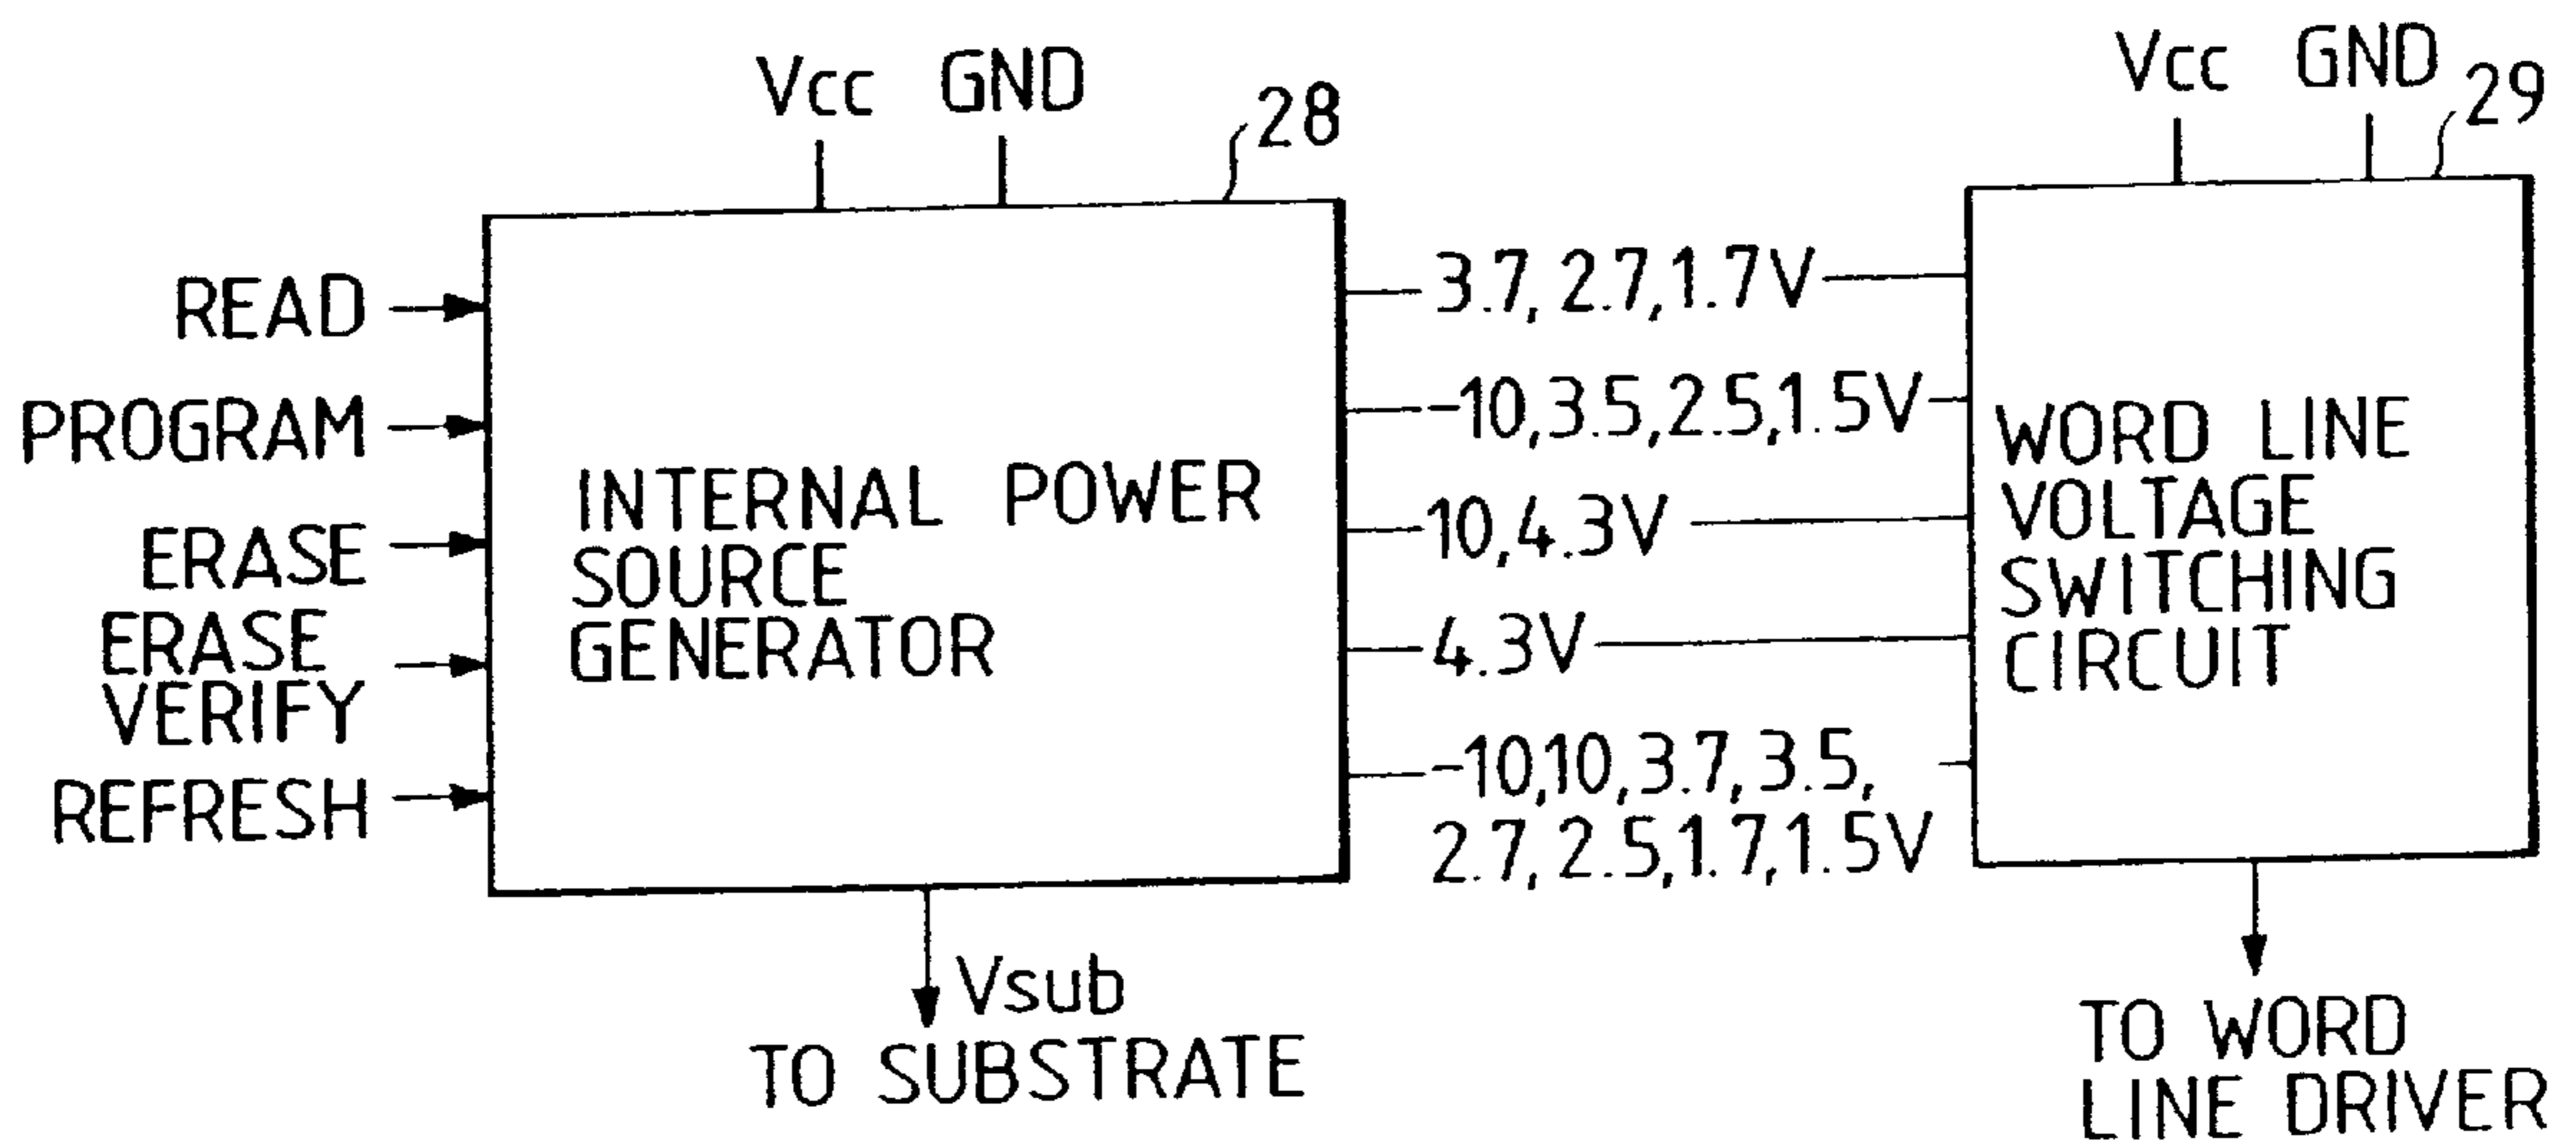 Vcc GND 28
Vcc GND 29
READ
PROGRAM
ERASE
ERASE
VERIFY
REFRESH
INTERNAL POWER
SOURCE
GENERATOR
3.7, 2.7, 1.7V
-10, 3.5, 2.5, 1.5V
10, 4.3V
4.3V
-10, 10, 3.7, 3.5,
2.7, 2.5, 1.7, 1.5V
WORD LINE
VOLTAGE
SWITCHING
CIRCUIT
Vsub
TO SUBSTRATE
TO WORD
LINE DRIVER